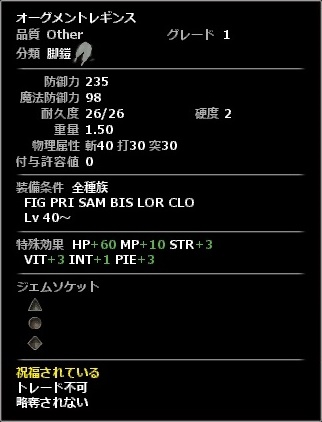 オーグメントレギンス
品質 Other グレード 1
分類 脚鎧
防御力 235
魔法防御力 98
耐久度 26/26 硬度 2
重量 1.50
物理属性 斬40 打30 突30
付与許容値 0
装備条件 全種族
FIG PRI SAM BIS LOR CLO
Lv 40～
特殊効果 HP+60 MP+10 STR+3
VIT+3 INT+1 PIE+3
ジェムソケット
祝福されている
トレード不可
略奪されない